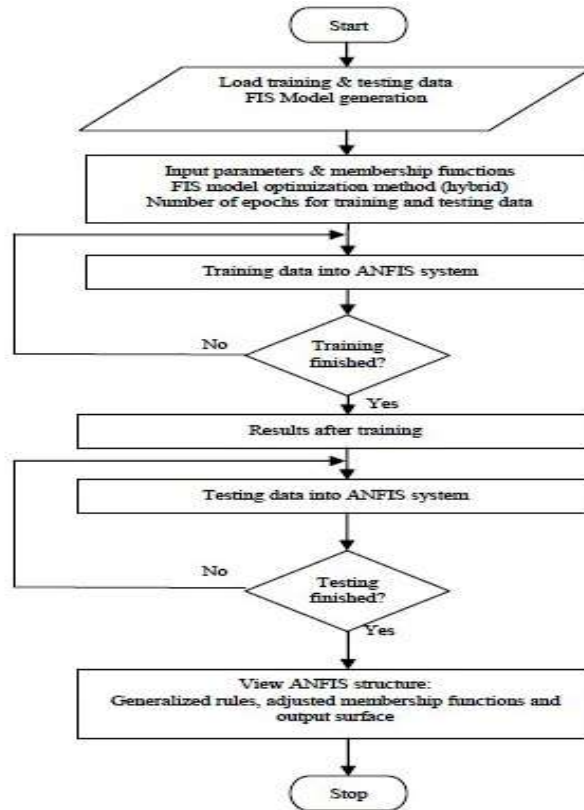 Start
Load training & testing data
FIS Model generation
Input parameters & membership functions
FIS model optimization method (hybrid)
Number of epochs for training and testing data
Training data into ANFIS system
No
Training
finished?
Yes
Results after training
Testing data into ANFIS system
No
Testing
finished?
Yes
View ANFIS structure:
Generalized rules, adjusted membership functions and
output surface
Stop